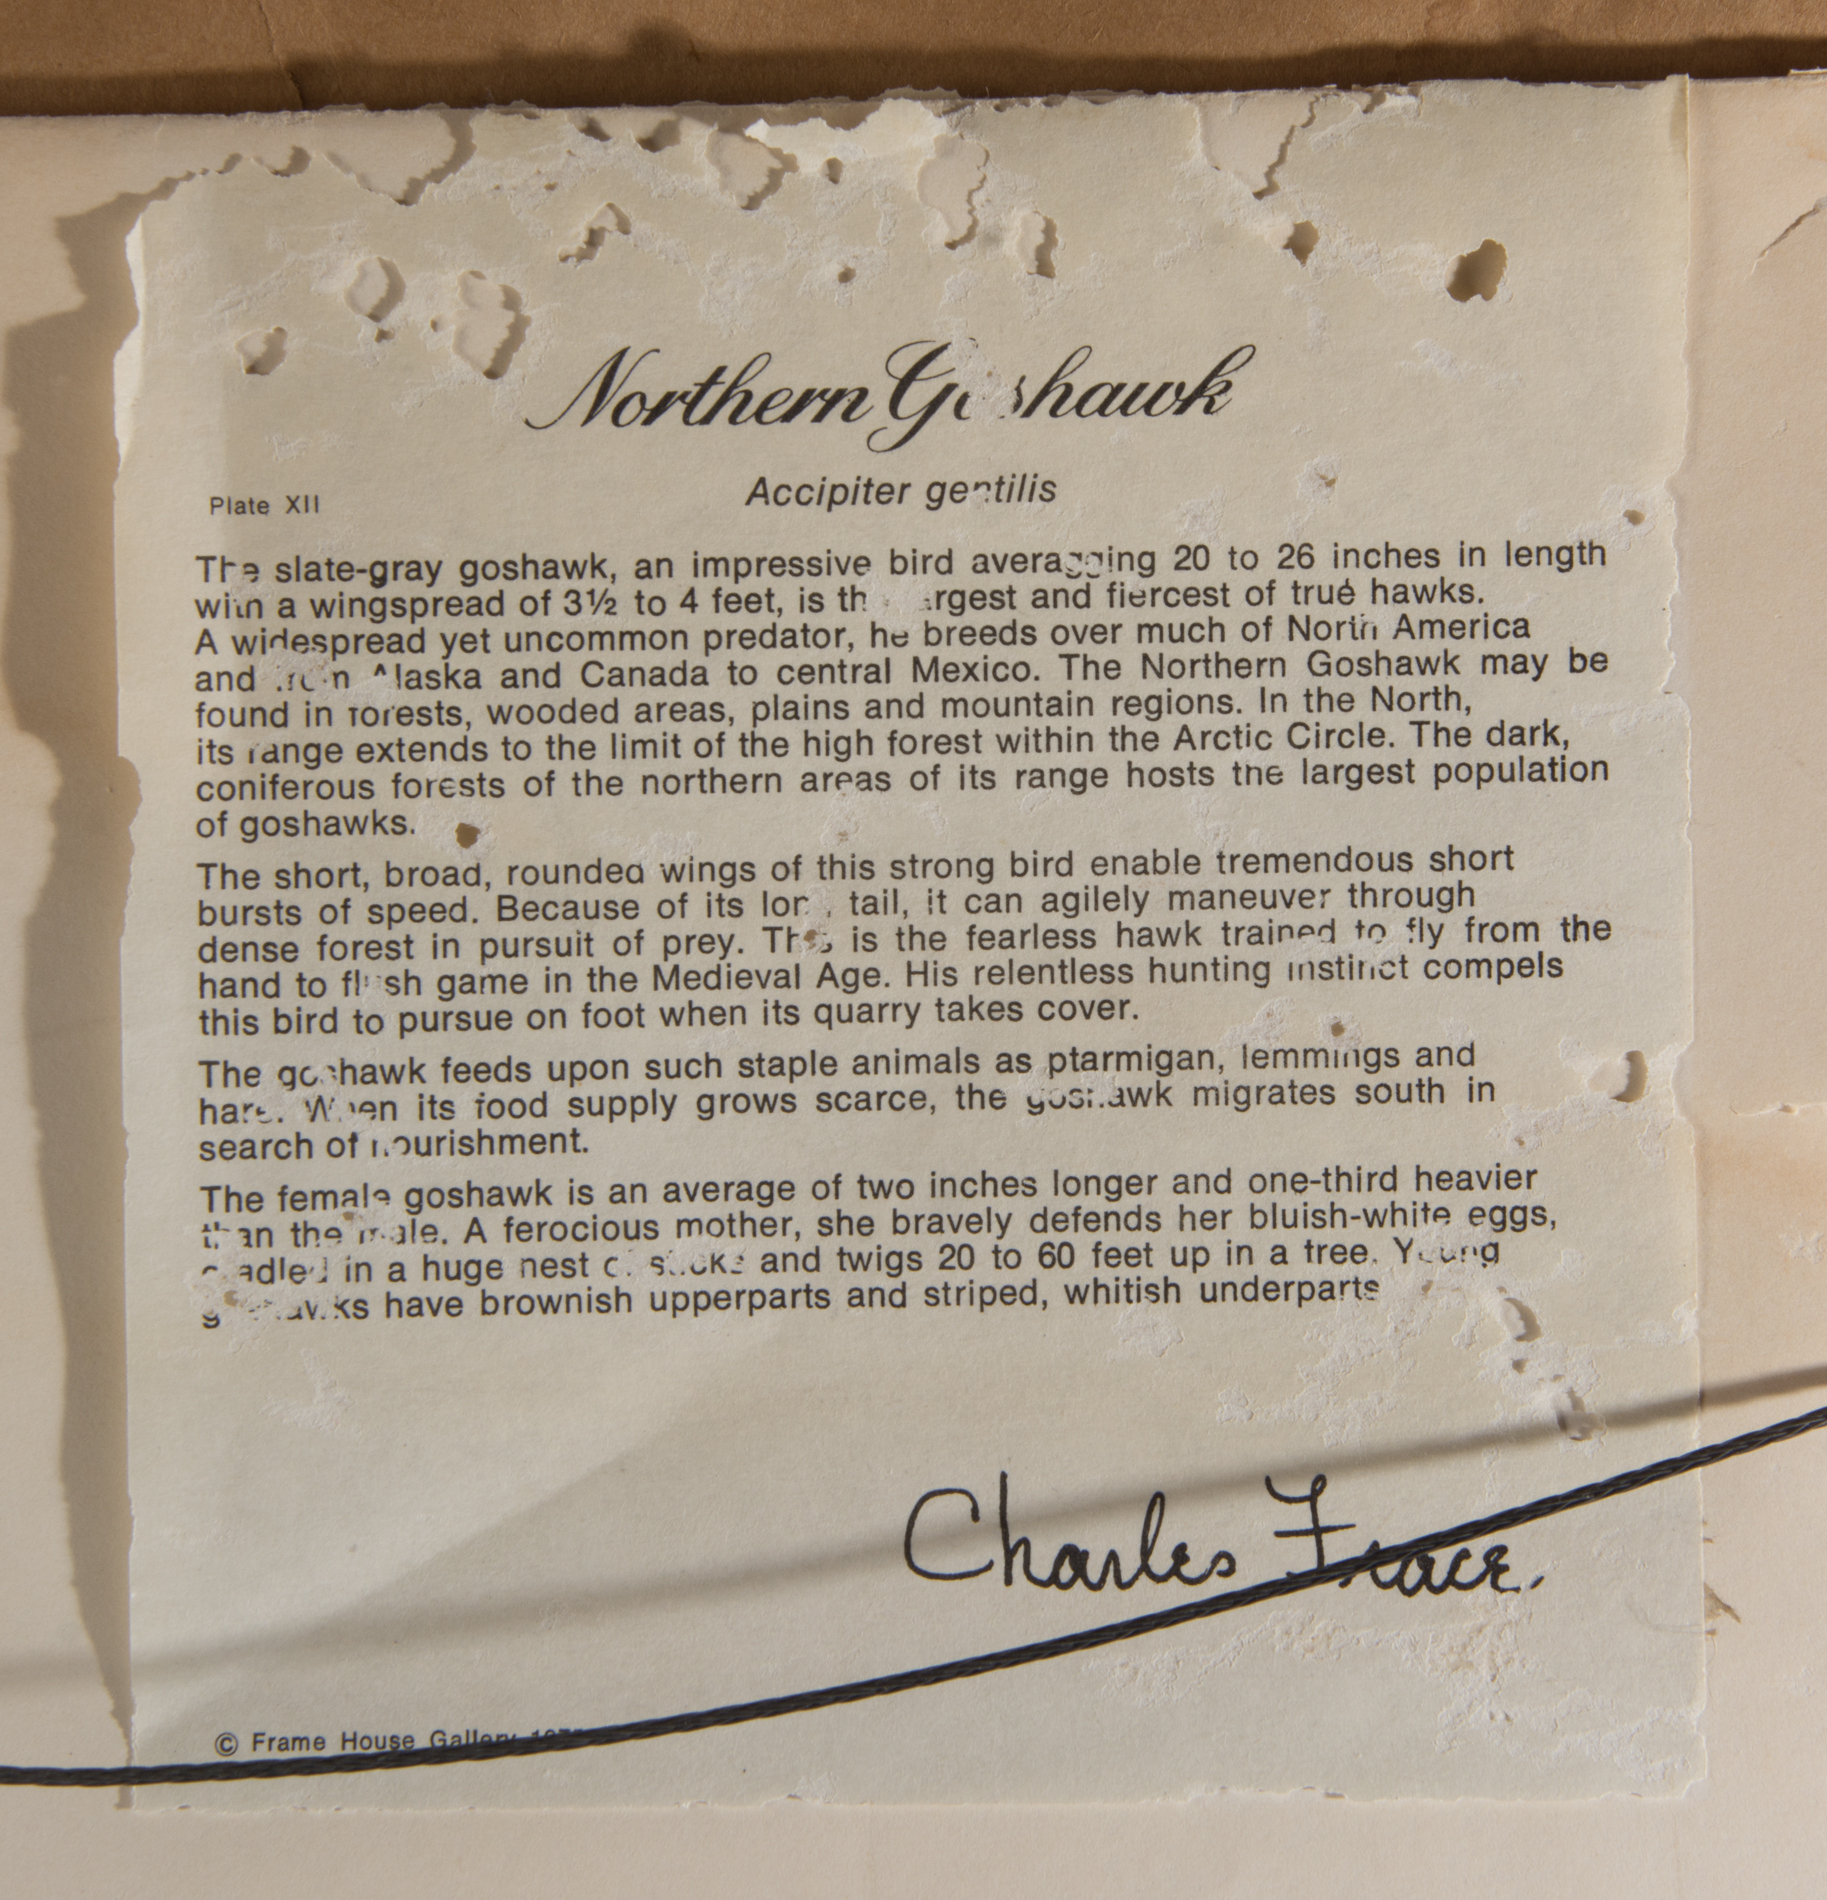 Northern Goshawk
Accipiter gentilis
Plate XII
The slate-gray goshawk, an impressive bird averagging 20 to 26 inches in length
with a wingspread of 3½ to 4 feet, is the largest and fiercest of true hawks.
A widespread yet uncommon predator, he breeds over much of North America
and from Alaska and Canada to central Mexico. The Northern Goshawk may be
found in forests, wooded areas, plains and mountain regions. In the North,
its range extends to the limit of the high forest within the Arctic Circle. The dark,
coniferous forests of the northern areas of its range hosts the largest population
of goshawks.
The short, broad, rounded wings of this strong bird enable tremendous short
bursts of speed. Because of its long tail, it can agilely maneuver through
dense forest in pursuit of prey. This is the fearless hawk trained to fly from the
hand to flush game in the Medieval Age. His relentless hunting instinct compels
this bird to pursue on foot when its quarry takes cover.
The goshawk feeds upon such staple animals as ptarmigan, lemmings and
hare. When its food supply grows scarce, the goshawk migrates south in
search of nourishment.
The female goshawk is an average of two inches longer and one-third heavier
than the male. A ferocious mother, she bravely defends her bluish-white eggs,
cradled in a huge nest of sticks and twigs 20 to 60 feet up in a tree. Young
goshawks have brownish upperparts and striped, whitish underparts
Charles Frace.
© Frame House Gallery